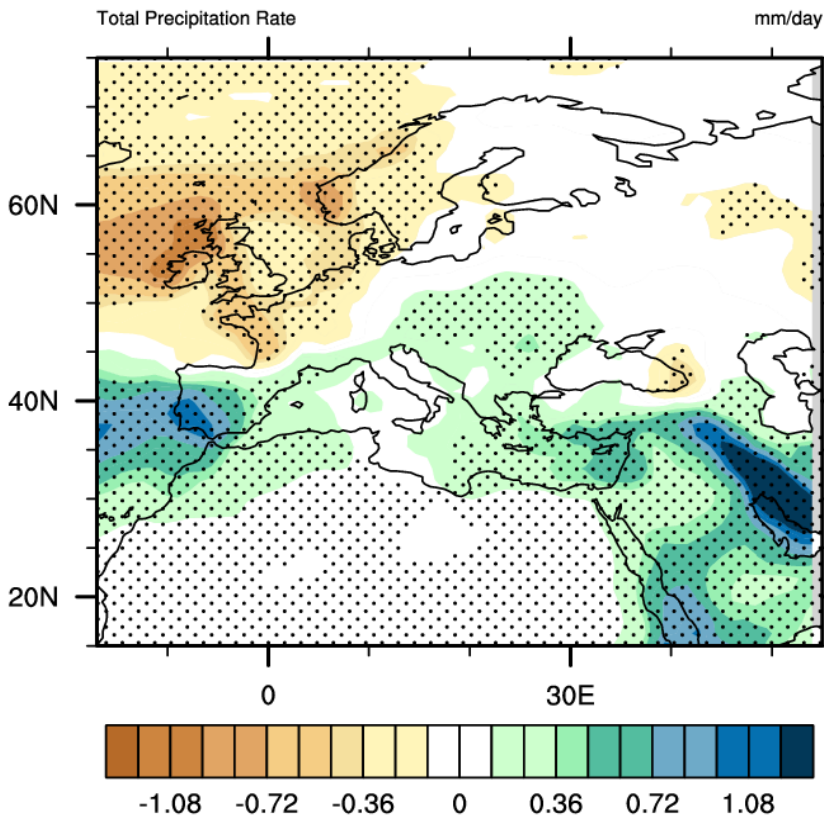 Total Precipitation Rate mm/day
60N
40N
20N
0 30E
-1.08 -0.72 -0.36 0 0.36 0.72 1.08